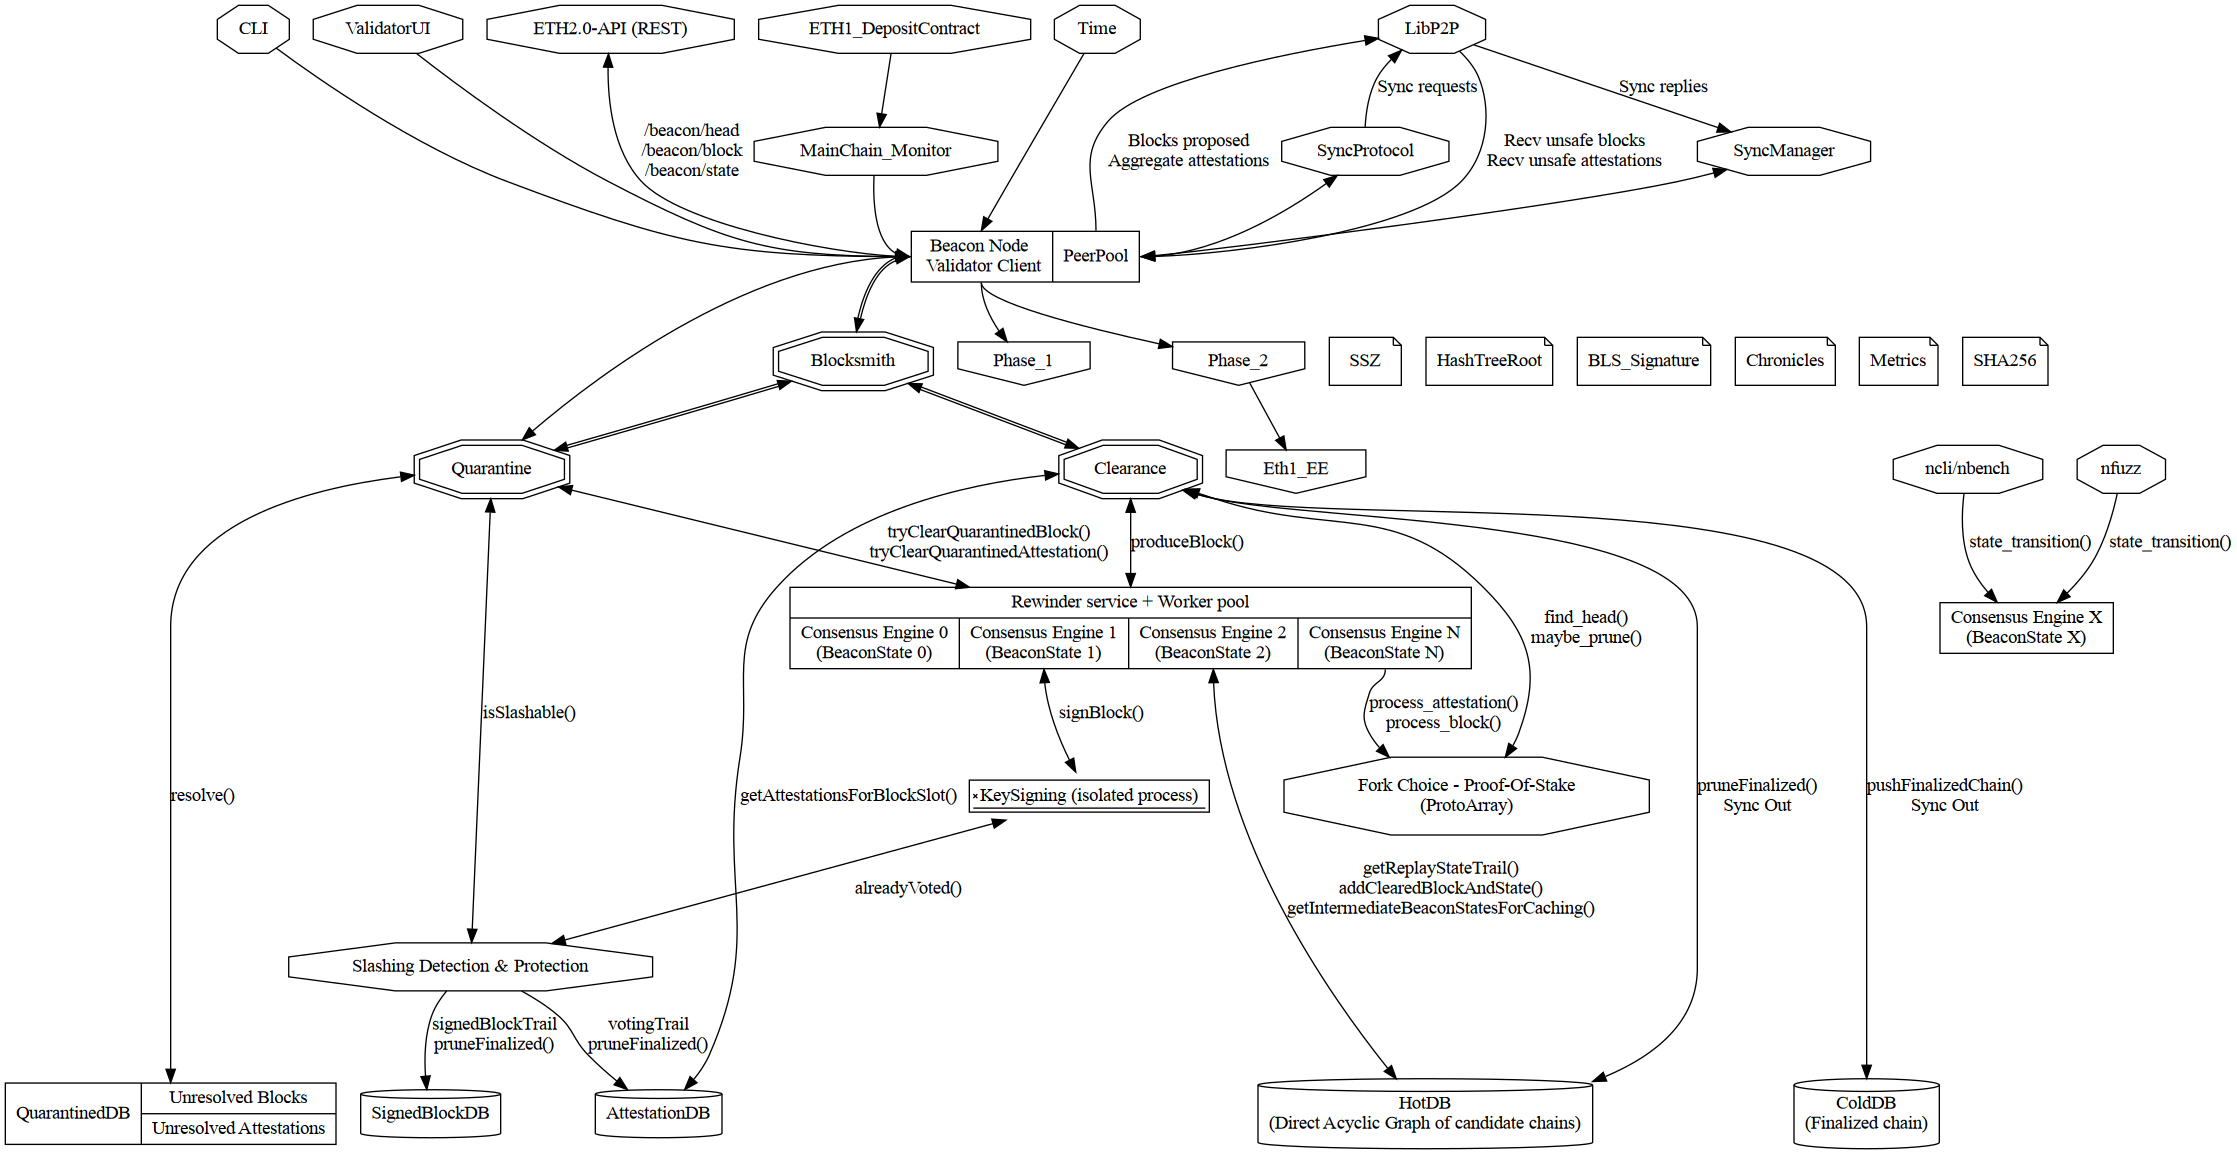 CLI
ValidatorUI
ETH2.0-API (REST)
ETH1_DepositContract
Time
LibP2P
Sync requests
Sync replies
/beacon/head
/beacon/block
/beacon/state
MainChain_Monitor
Blocks proposed
Aggregate attestations
SyncProtocol
Recv unsafe blocks
Recv unsafe attestations
SyncManager
Beacon Node
Validator Client
PeerPool
Blocksmith
Phase_1
Phase_2
SSZ
HashTreeRoot
BLS_Signature
Chronicles
Metrics
SHA256
Quarantine
Clearance
Eth1_EE
ncli/nbench
nfuzz
tryClearQuarantinedBlock()
tryClearQuarantinedAttestation()
produceBlock()
state_transition()
state_transition()
Rewinder service + Worker pool
Consensus Engine 0
(BeaconState 0)
Consensus Engine 1
(BeaconState 1)
Consensus Engine 2
(BeaconState 2)
Consensus Engine N
(BeaconState N)
find_head()
maybe_prune()
Consensus Engine X
(BeaconState X)
isSlashable()
signBlock()
process_attestation()
process_block()
resolve()
getAttestationsForBlockSlot()
KeySigning (isolated process)
Fork Choice - Proof-Of-Stake
(ProtoArray)
pruneFinalized()
Sync Out
pushFinalizedChain()
Sync Out
alreadyVoted()
getReplayStateTrail()
addClearedBlockAndState()
getIntermediateBeaconStatesForCaching()
Slashing Detection & Protection
signedBlockTrail
pruneFinalized()
votingTrail
pruneFinalized()
QuarantinedDB
Unresolved Blocks
Unresolved Attestations
SignedBlockDB
AttestationDB
HotDB
(Direct Acyclic Graph of candidate chains)
ColdDB
(Finalized chain)